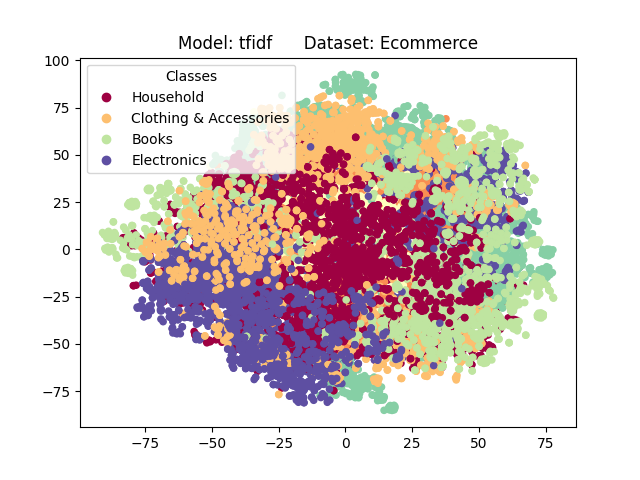 Model: tfidf      Dataset: Ecommerce
Classes
Household
Clothing & Accessories
Books
Electronics
100
75
50
25
0
−25
−50
−75
−75
−50
−25
0
25
50
75